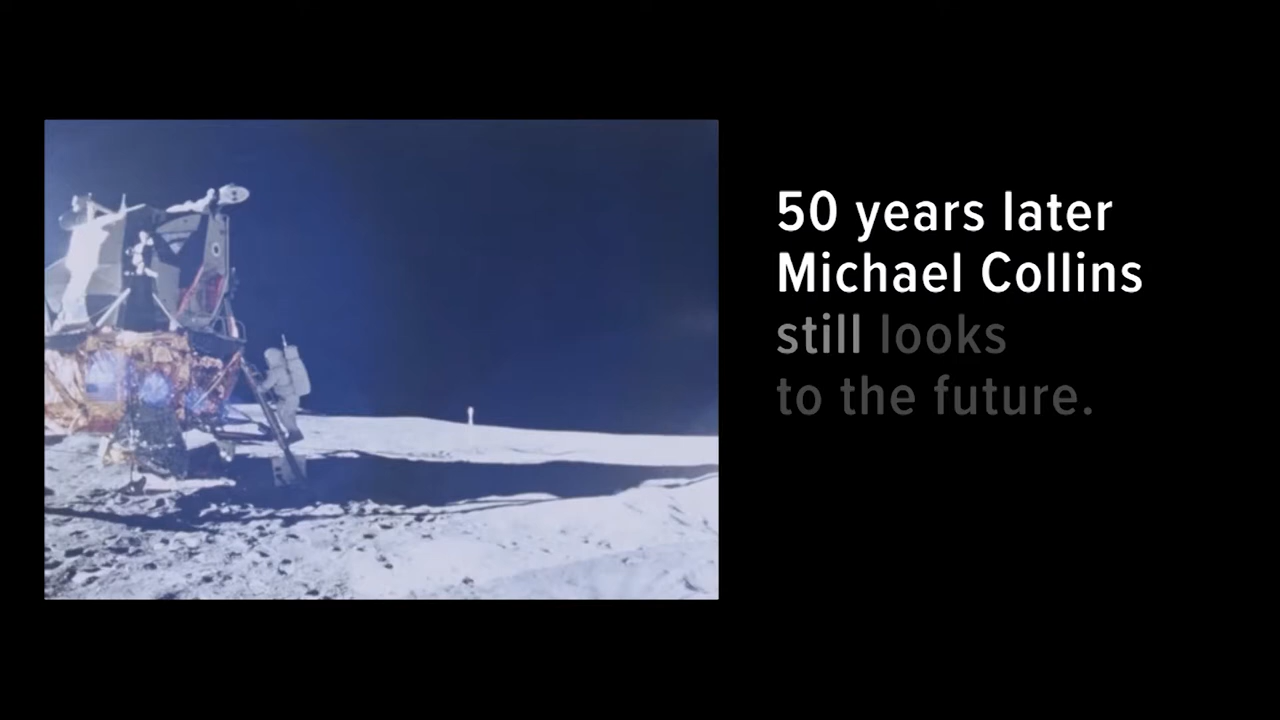 50 years later
Michael Collins
still looks
to the future.